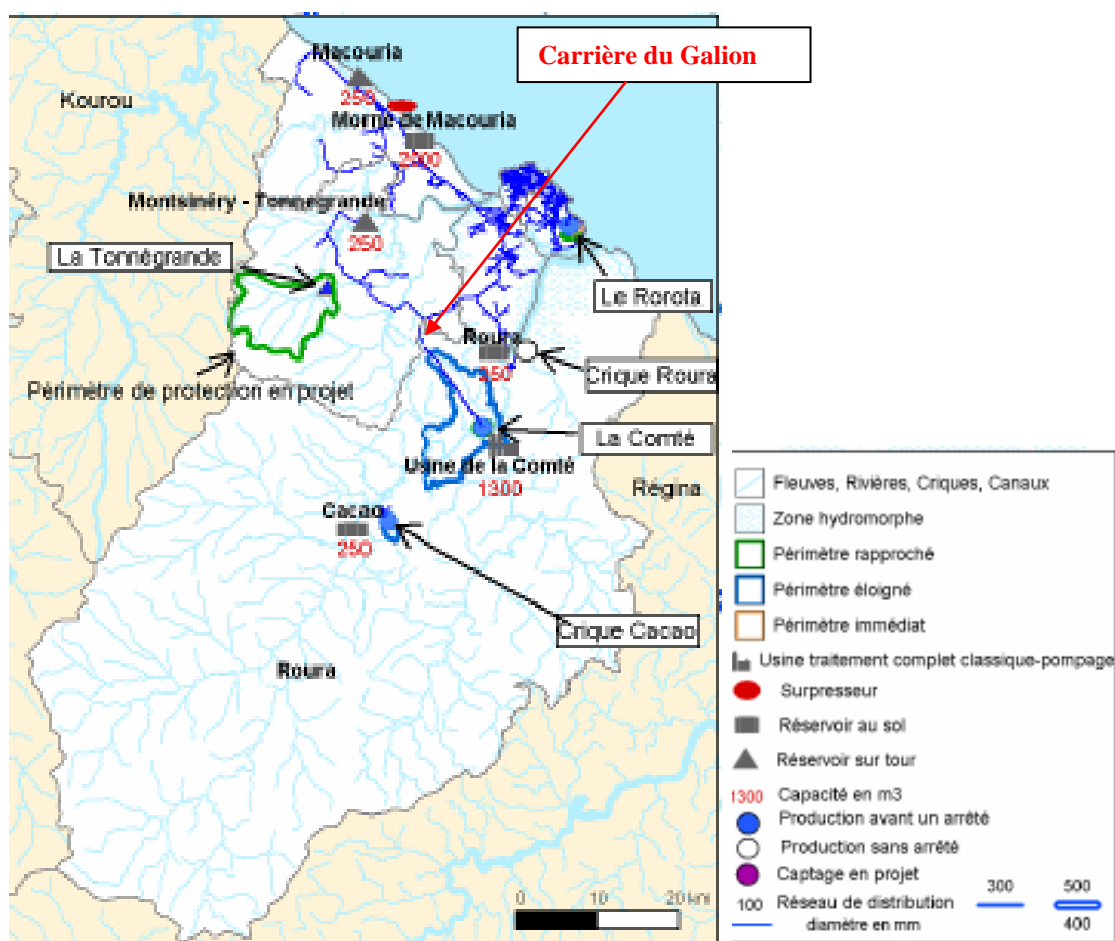 Carrière du Galion
Macouria
250
Kourou
Morne de Macouria
2000
Montsinéry - Tonnégrande
250
La Tonnégrande
Le Rorota
Roura
250
Crique Roura
Périmètre de protection en projet
La Comté
Usine de la Comté
1300
Régina
Cacao
250
Crique Cacao
Roura
0 10 20 km
Fleuves, Rivières, Criques, Canaux
Zone hydromorphe
Périmètre rapproché
Périmètre éloigné
Périmètre immédiat
Usine traitement complet classique-pompage
Surpresseur
Réservoir au sol
Réservoir sur tour
1300 Capacité en m3
Production avant un arrêté
Production sans arrêté
Captage en projet
100 Réseau de distribution 300 500
diamètre en mm 400